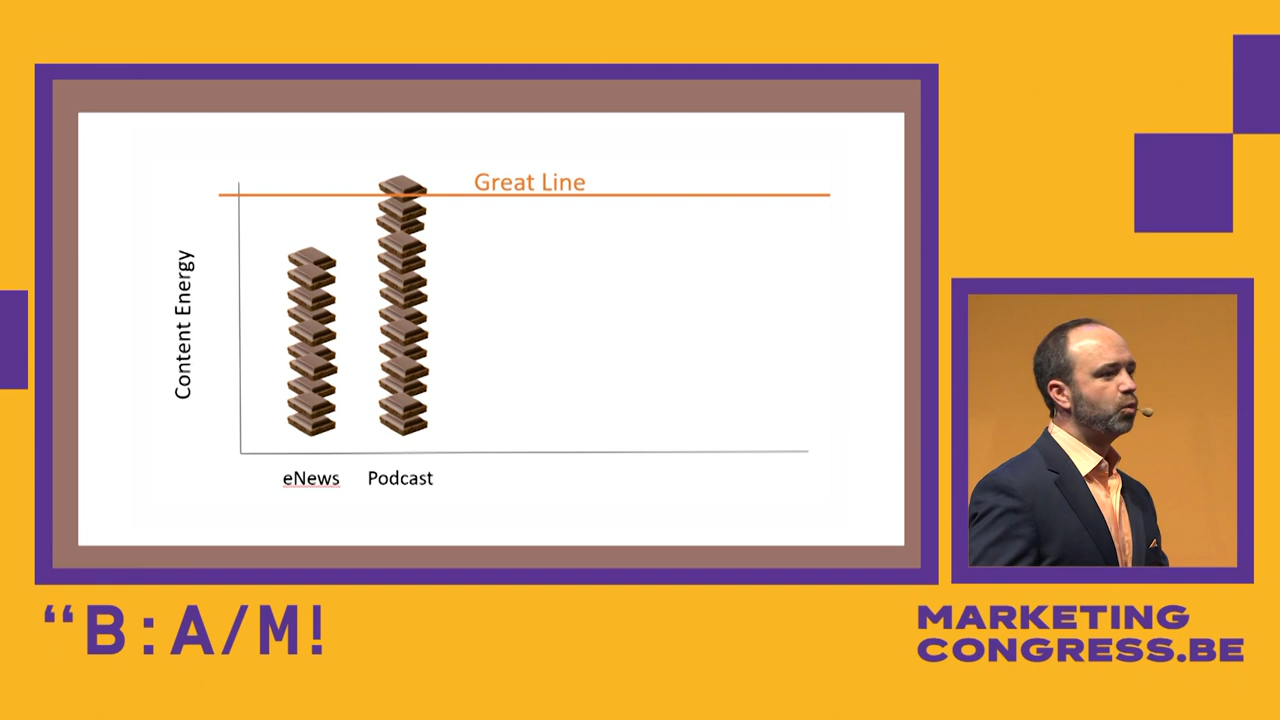 Great Line
Content Energy
eNews
Podcast
“B:A/M!
MARKETING
CONGRESS.BE